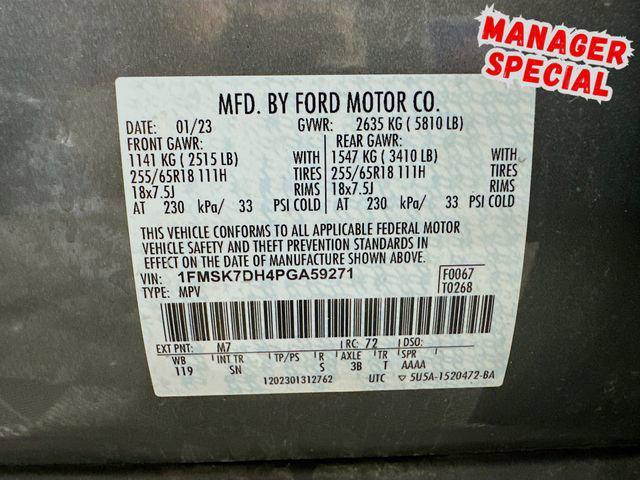 MANAGER
SPECIAL
MFD. BY FORD MOTOR CO.
DATE: 01/23 GVWR: 2635 KG ( 5810 LB)
FRONT GAWR: REAR GAWR:
1141 KG ( 2515 LB) WITH 1547 KG ( 3410 LB) WITH
255/65R18 111H TIRES 255/65R18 111H TIRES
18x7.5J RIMS 18x7.5J RIMS
AT 230 kPa/ 33 PSI COLD AT 230 kPa/ 33 PSI COLD
THIS VEHICLE CONFORMS TO ALL APPLICABLE FEDERAL MOTOR
VEHICLE SAFETY AND THEFT PREVENTION STANDARDS IN
EFFECT ON THE DATE OF MANUFACTURE SHOWN ABOVE.
VIN: 1FMSK7DH4PGA59271 F0067
TYPE: MPV T0268
EXT PNT: M7 RC: 72 DSO:
WB INT TR TP/PS R AXLE TR SPR
119 SN S 3B T AAAA
1202301312762 UTC ▽ 5U5A-1520472-BA